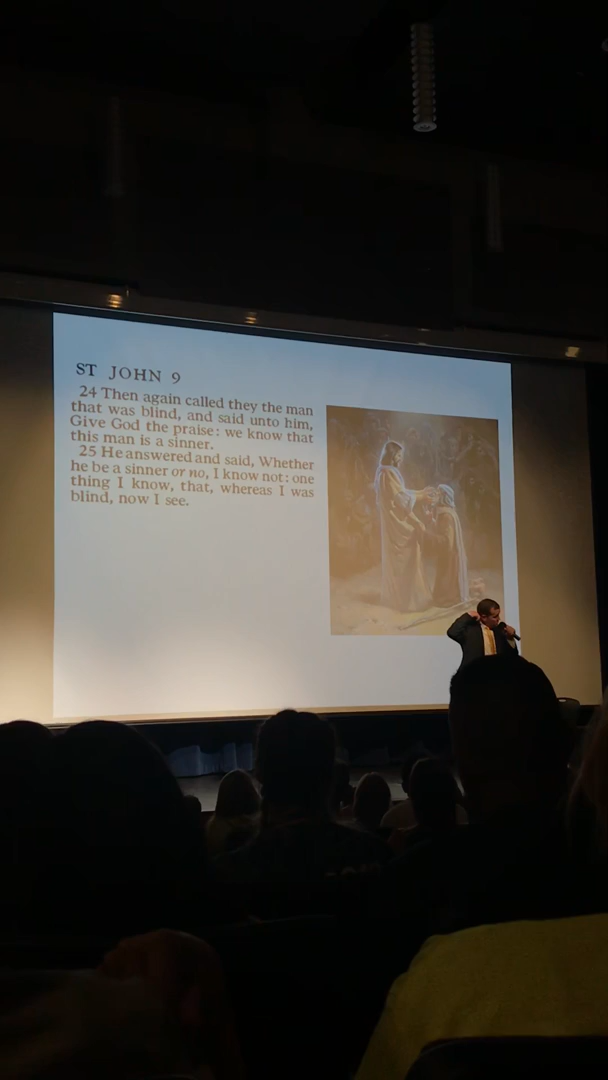 ST JOHN 9
24 Then again called they the man
that was blind, and said unto him,
Give God the praise: we know that
this man is a sinner.
25 He answered and said, Whether
he be a sinner or no, I know not: one
thing I know, that, whereas I was
blind, now I see.